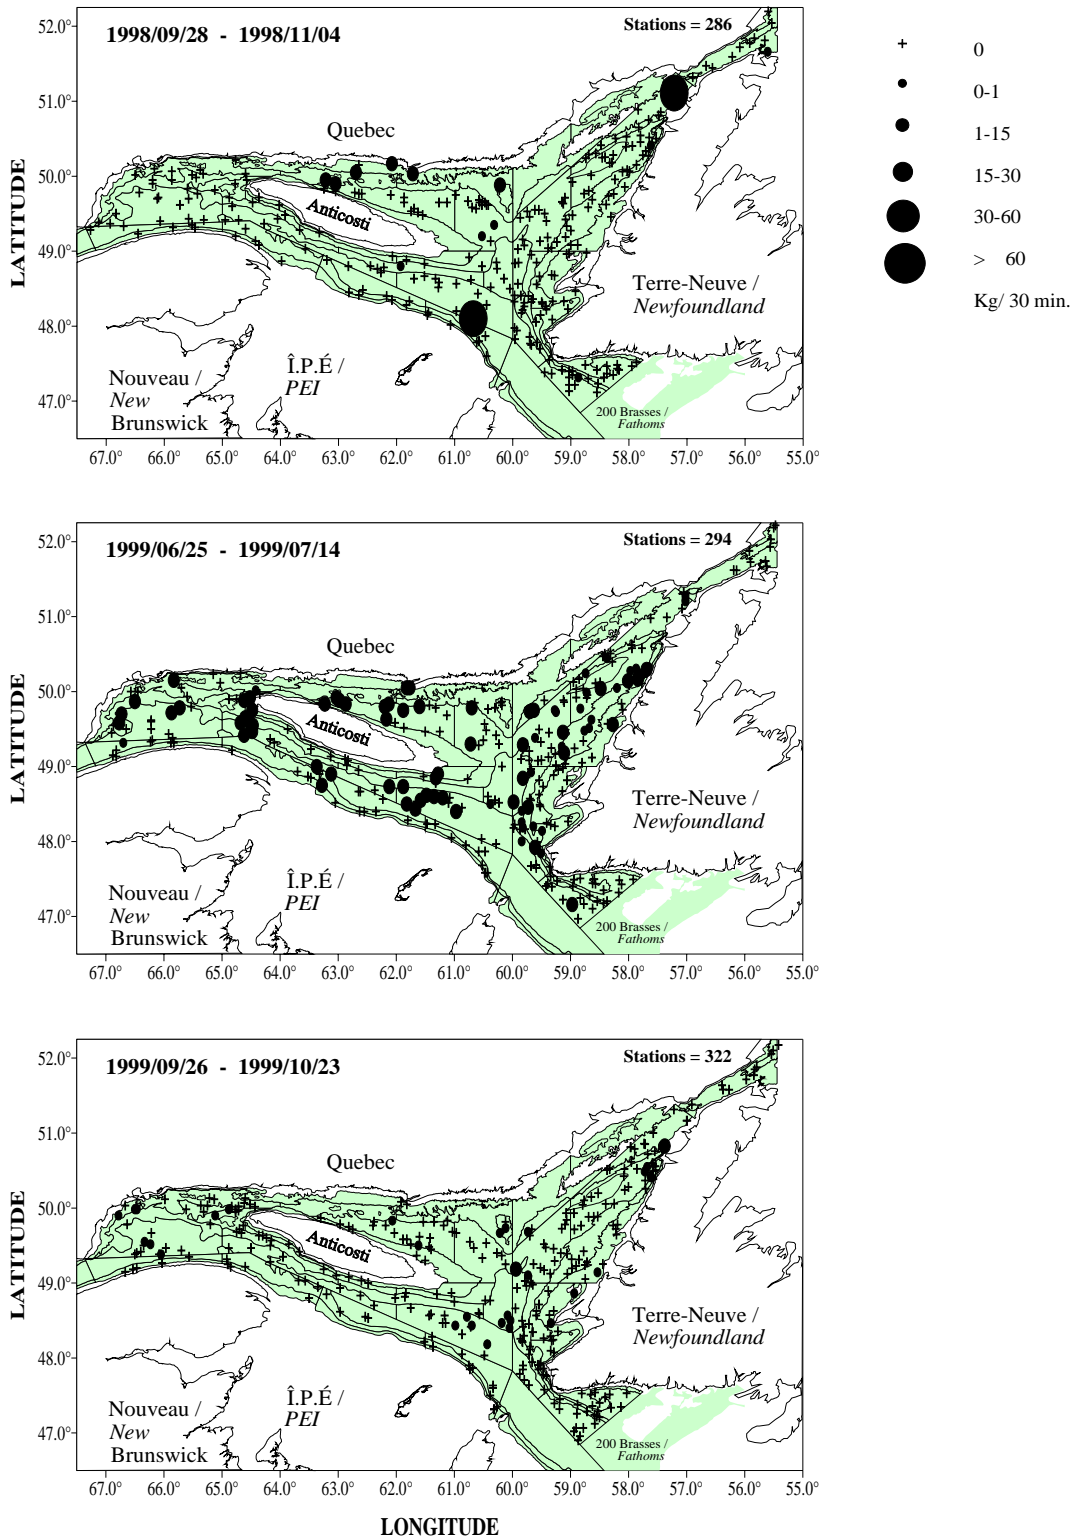 52.0°
1998/09/28 - 1998/11/04
Stations = 286
51.0°
Quebec
50.0°
Anticosti
49.0°
Terre-Neuve /
Newfoundland
48.0°
Nouveau /
New
Brunswick
Î.P.É /
PEI
47.0°
200 Brasses /
Fathoms
LATITUDE
67.0° 66.0° 65.0° 64.0° 63.0° 62.0° 61.0° 60.0° 59.0° 58.0° 57.0° 56.0° 55.0°
0
0-1
1-15
15-30
30-60
> 60
Kg/ 30 min.
52.0°
1999/06/25 - 1999/07/14
Stations = 294
51.0°
Quebec
50.0°
Anticosti
49.0°
Terre-Neuve /
Newfoundland
48.0°
Nouveau /
New
Brunswick
Î.P.É /
PEI
47.0°
200 Brasses /
Fathoms
LATITUDE
67.0° 66.0° 65.0° 64.0° 63.0° 62.0° 61.0° 60.0° 59.0° 58.0° 57.0° 56.0° 55.0°
52.0°
1999/09/26 - 1999/10/23
Stations = 322
51.0°
Quebec
50.0°
Anticosti
49.0°
Terre-Neuve /
Newfoundland
48.0°
Nouveau /
New
Brunswick
Î.P.É /
PEI
47.0°
200 Brasses /
Fathoms
LATITUDE
67.0° 66.0° 65.0° 64.0° 63.0° 62.0° 61.0° 60.0° 59.0° 58.0° 57.0° 56.0° 55.0°
LONGITUDE